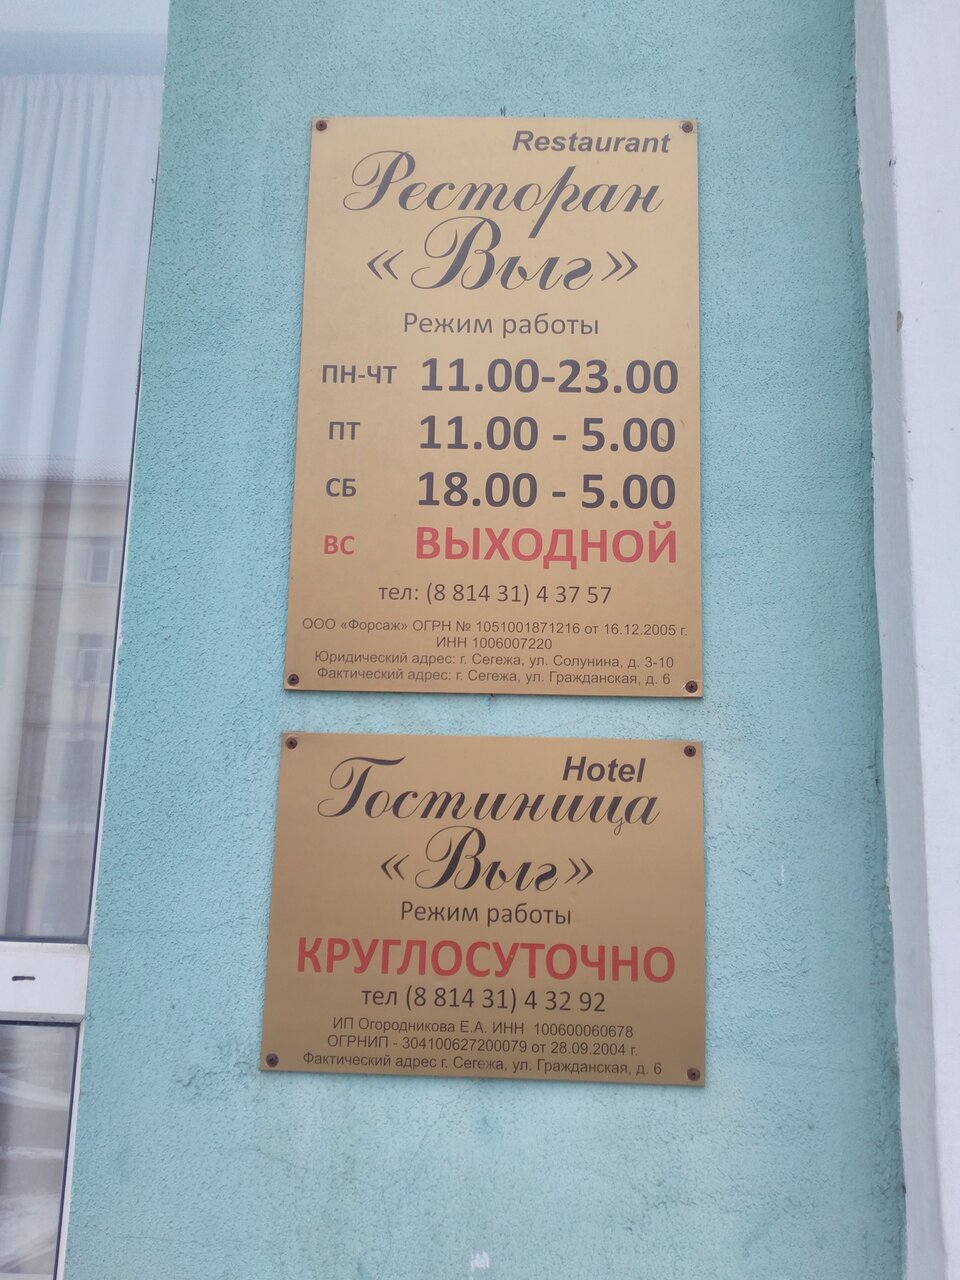 Restaurant
Ресторан
«Выг»
Режим работы
ПН-ЧТ 11.00-23.00
ПТ 11.00 - 5.00
СБ 18.00 - 5.00
ВС ВЫХОДНОЙ
тел: (8 814 31) 4 37 57
ООО «Форсаж» ОГРН № 1051001871216 от 16.12.2005 г.
ИНН 1006007220
Юридический адрес: г. Сегежа, ул. Солунина, д. 3-10
Фактический адрес: г. Сегежа, ул. Гражданская, д. 6
Hotel
Гостиница
«Выг»
Режим работы
КРУГЛОСУТОЧНО
тел (8 814 31) 4 32 92
ИП Огородникова Е.А. ИНН 100600060678
ОГРНИП - 304100627200079 от 28.09.2004 г.
Фактический адрес г. Сегежа, ул. Гражданская, д. 6